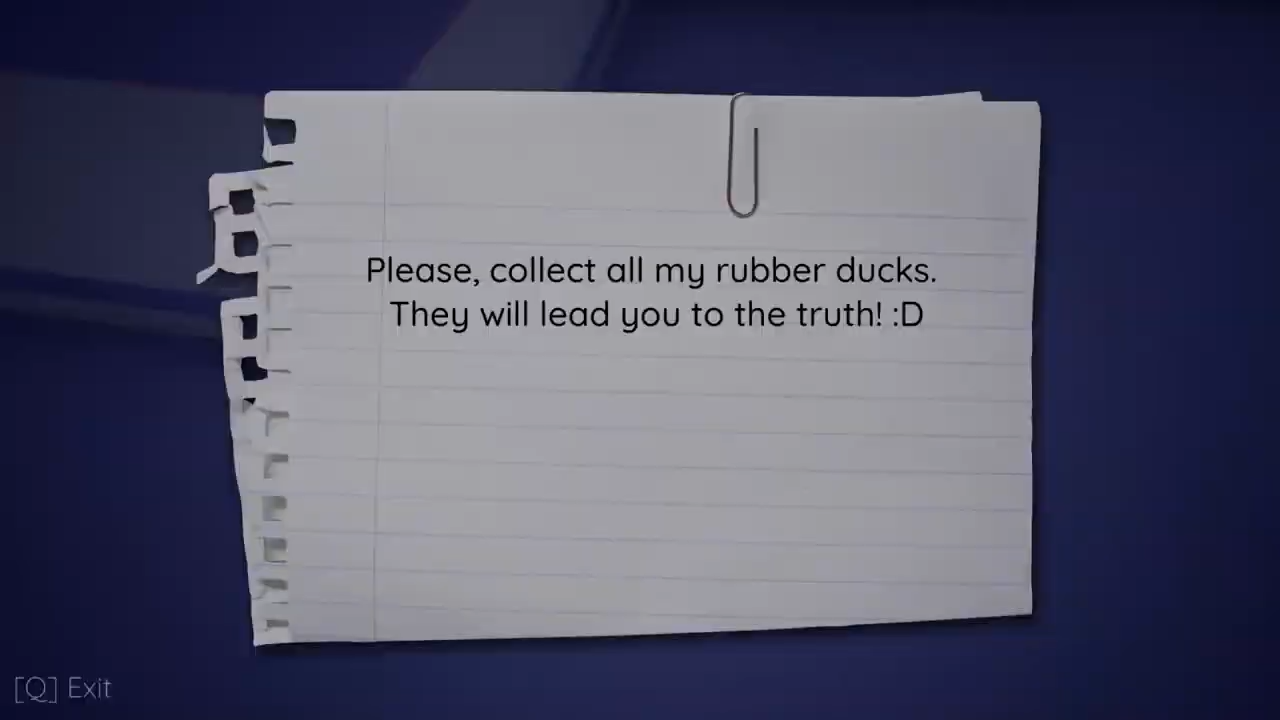 Please, collect all my rubber ducks.
They will lead you to the truth! :D
[Q] Exit